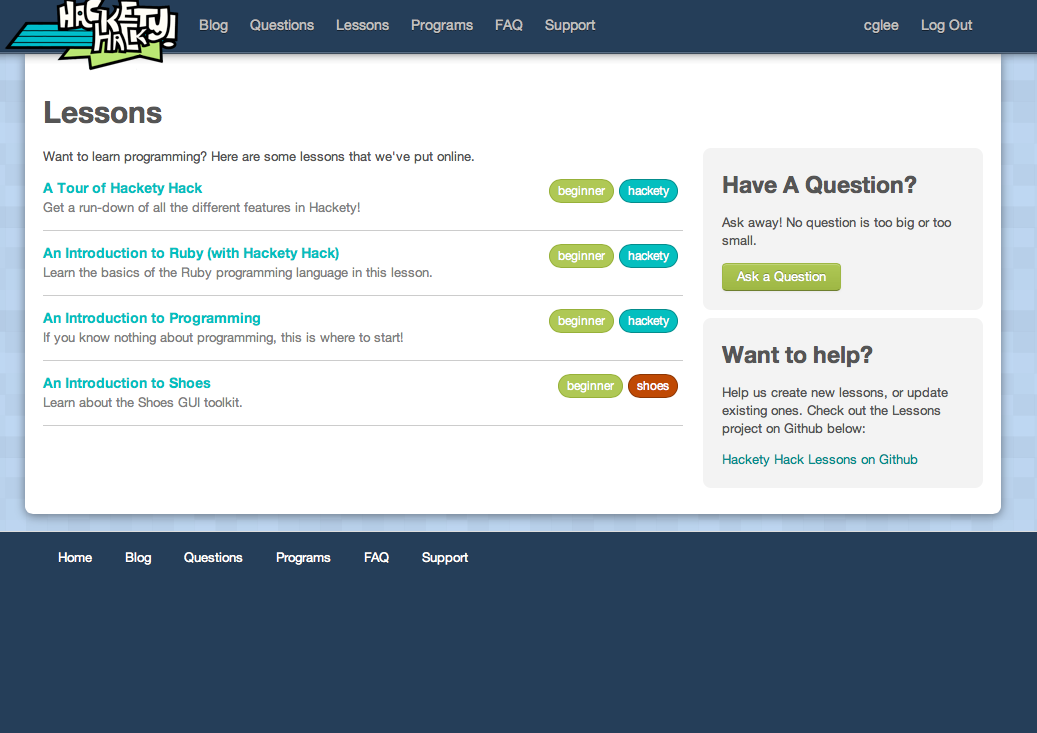 HACKETY HACK!
Blog Questions Lessons Programs FAQ Support cglee Log Out
Lessons
Want to learn programming? Here are some lessons that we've put online.
A Tour of Hackety Hack beginner hackety
Get a run-down of all the different features in Hackety!
An Introduction to Ruby (with Hackety Hack) beginner hackety
Learn the basics of the Ruby programming language in this lesson.
An Introduction to Programming beginner hackety
If you know nothing about programming, this is where to start!
An Introduction to Shoes beginner shoes
Learn about the Shoes GUI toolkit.
Have A Question?
Ask away! No question is too big or too
small.
Ask a Question
Want to help?
Help us create new lessons, or update
existing ones. Check out the Lessons
project on Github below:
Hackety Hack Lessons on Github
Home Blog Questions Programs FAQ Support